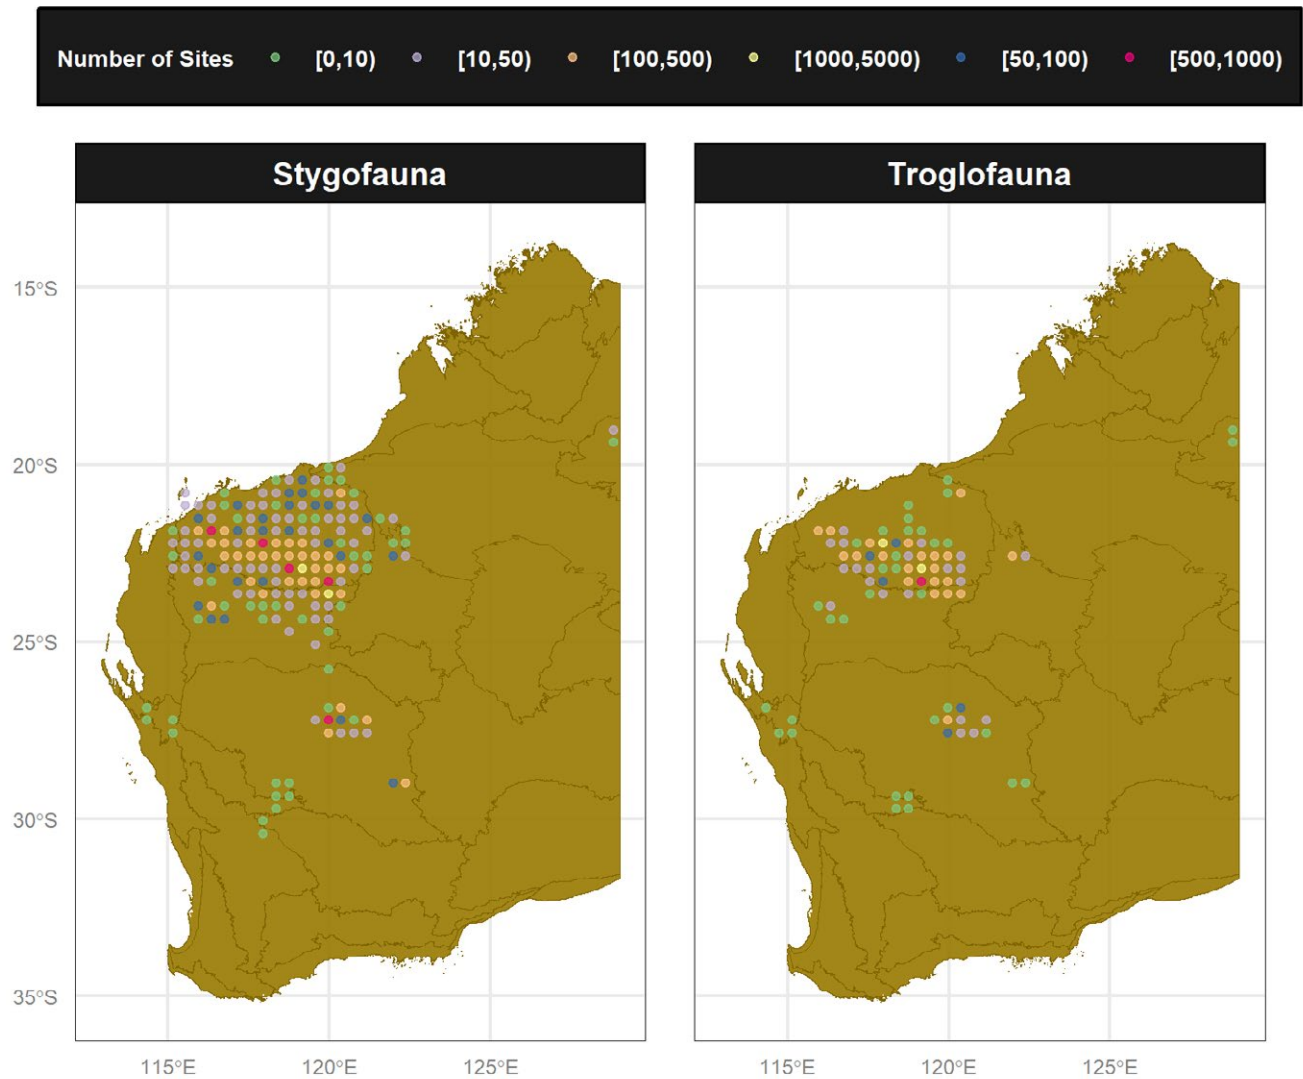 Number of Sites [0,10) [10,50) [100,500) [1000,5000) [50,100) [500,1000)
Stygofauna
Troglofauna
15°S
20°S
25°S
30°S
35°S
115°E 120°E 125°E 115°E 120°E 125°E